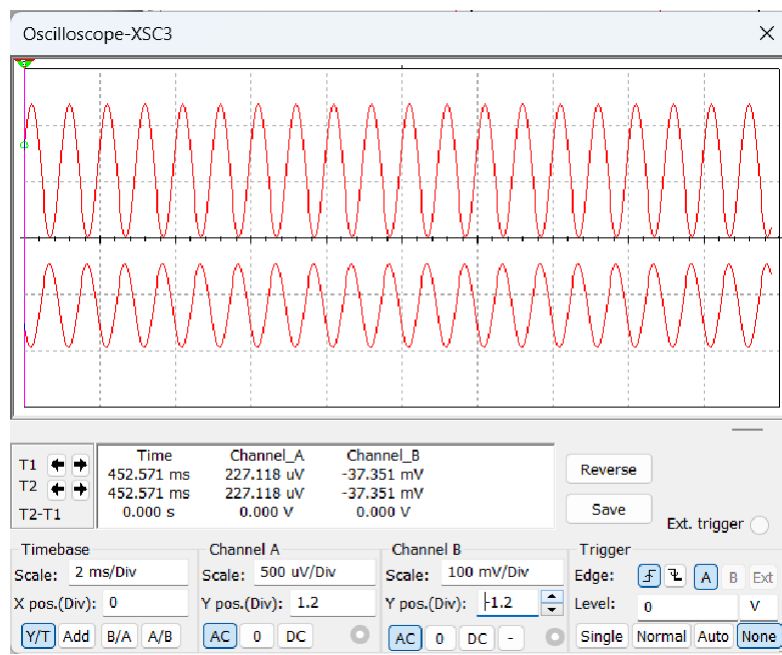 Oscilloscope-XSC3
Time Channel_A Channel_B
T1 452.571 ms 227.118 uV -37.351 mV
T2 452.571 ms 227.118 uV -37.351 mV
T2-T1 0.000 s 0.000 V 0.000 V
Reverse
Save
Ext. trigger
Timebase Channel A Channel B Trigger
Scale: 2 ms/Div Scale: 500 uV/Div Scale: 100 mV/Div Edge: A B Ext
X pos.(Div): 0 Y pos.(Div): 1.2 Y pos.(Div): -1.2 Level: 0 V
Y/T Add B/A A/B AC 0 DC AC 0 DC - Single Normal Auto None